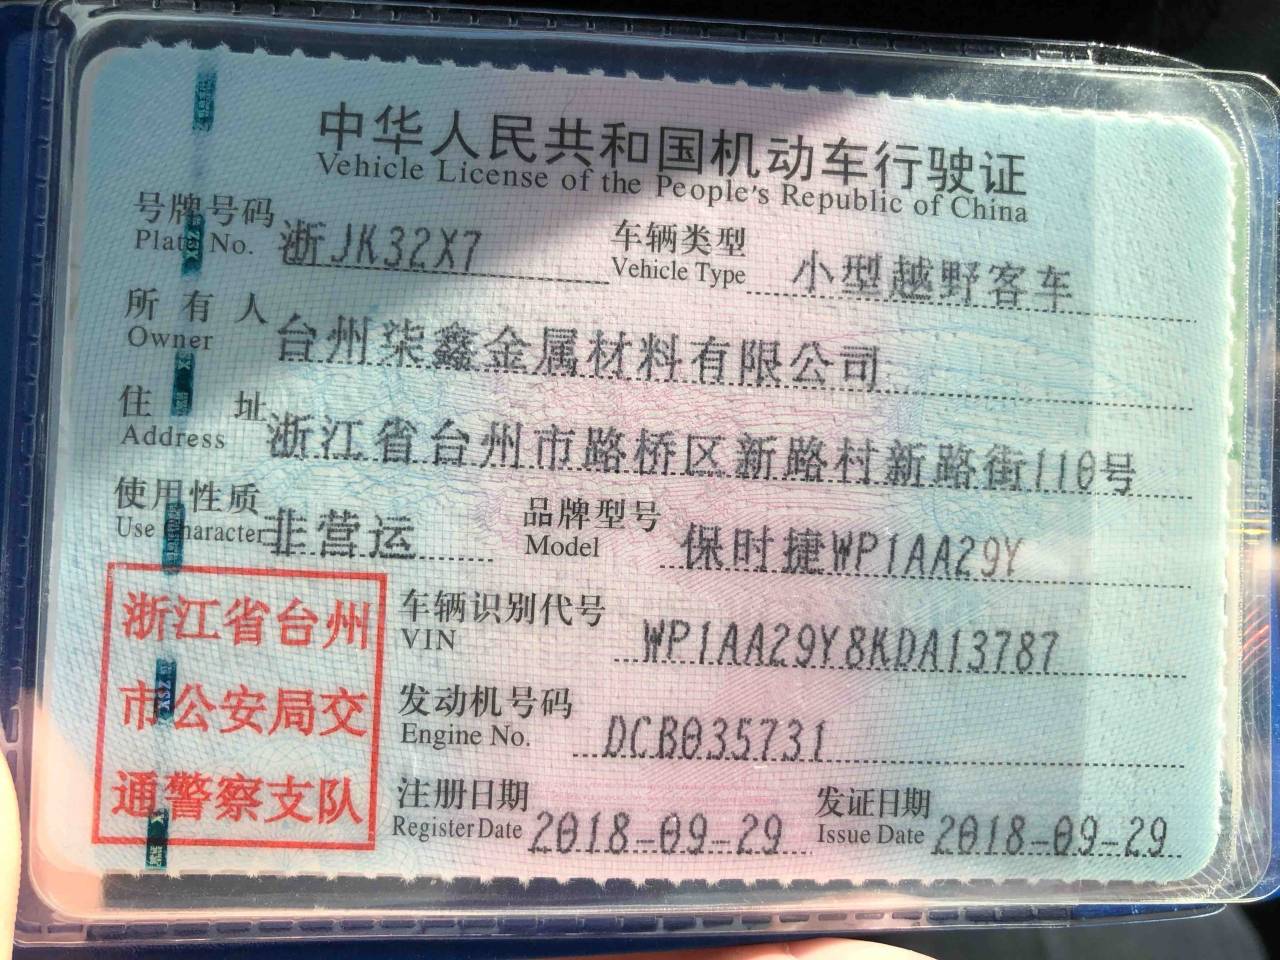 中华人民共和国机动车行驶证
Vehicle License of the People's Republic of China
号牌号码 浙JK32X7 车辆类型 小型越野客车
Plate No. Vehicle Type
所有人 台州柒鑫金属材料有限公司
Owner
住址 浙江省台州市路桥区新路村新路街110号
Address
使用性质 非营运 品牌型号 保时捷WP1AA29Y
Use Character Model
浙江省台州
市公安局交
通警察支队
车辆识别代号 WP1AA29Y8KDA13787
VIN
发动机号码 DCB035731
Engine No.
注册日期 2018-09-29 发证日期 2018-09-29
Register Date Issue Date